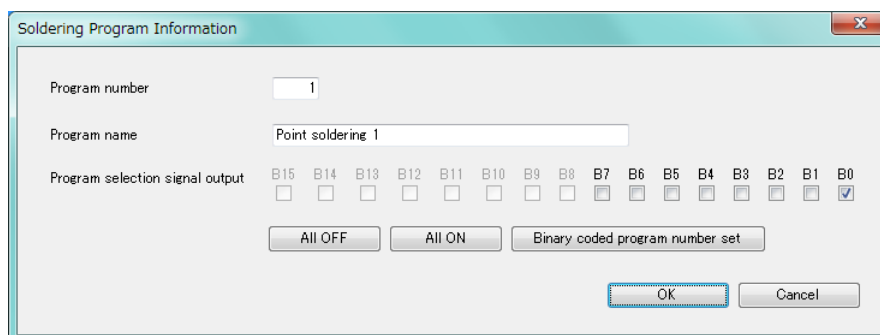 Soldering Program Information
Program number 1
Program name Point soldering 1
Program selection signal output B15 B14 B13 B12 B11 B10 B9 B8 B7 B6 B5 B4 B3 B2 B1 B0
All OFF All ON Binary coded program number set
OK Cancel